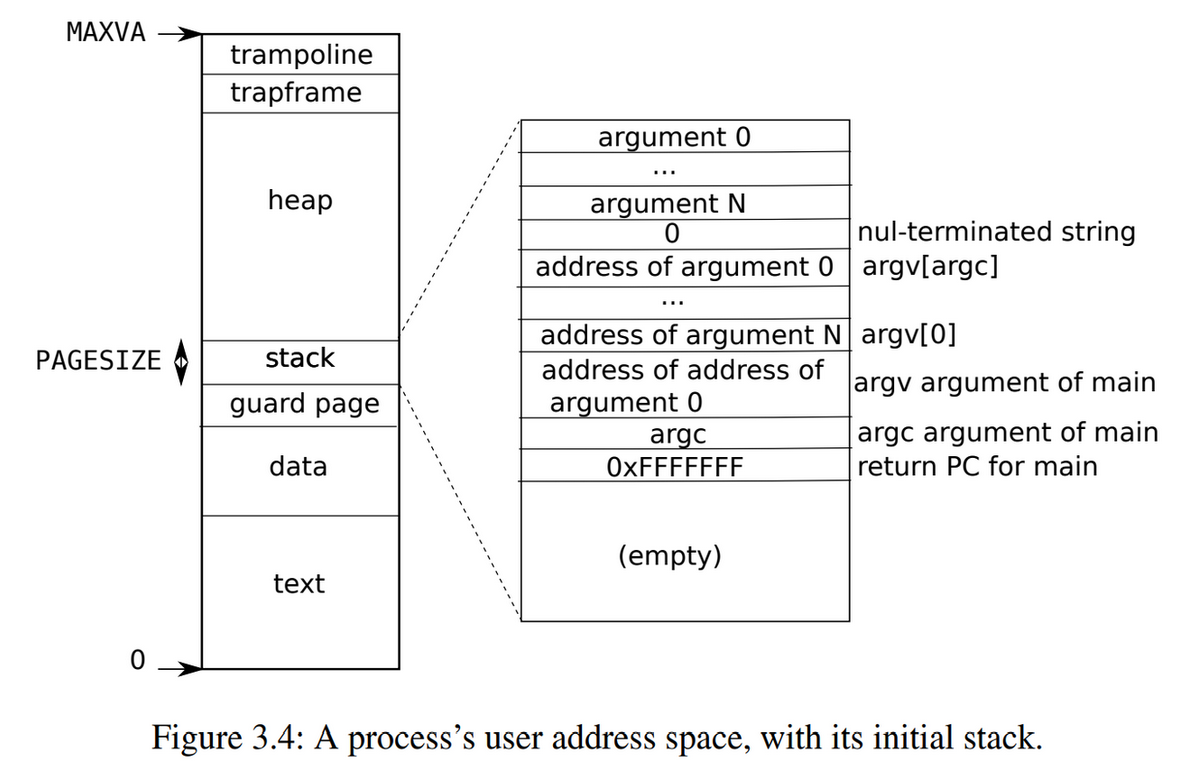 MAXVA
trampoline
trapframe
heap
PAGESIZE
stack
guard page
data
text
0
argument 0
...
argument N
0 nul-terminated string
address of argument 0 argv[argc]
...
address of argument N argv[0]
address of address of
argument 0
argv argument of main
argc argc argument of main
0xFFFFFFF return PC for main
(empty)
Figure 3.4: A process’s user address space, with its initial stack.